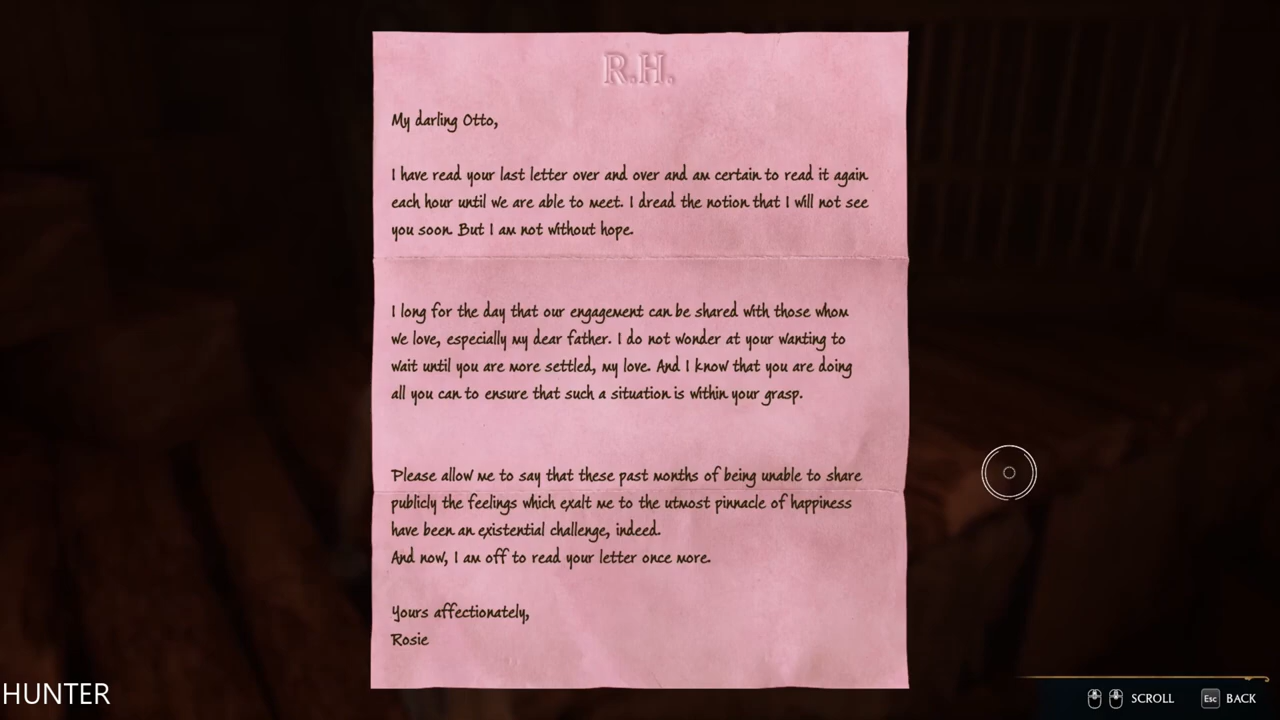 R.H.
My darling Otto,
I have read your last letter over and over and am certain to read it again
each hour until we are able to meet. I dread the notion that I will not see
you soon. But I am not without hope.
I long for the day that our engagement can be shared with those whom
we love, especially my dear father. I do not wonder at your wanting to
wait until you are more settled, my love. And I know that you are doing
all you can to ensure that such a situation is within your grasp.
Please allow me to say that these past months of being unable to share
publicly the feelings which exalt me to the utmost pinnacle of happiness
have been an existential challenge, indeed.
And now, I am off to read your letter once more.
Yours affectionately,
Rosie
HUNTER
SCROLL
Esc BACK